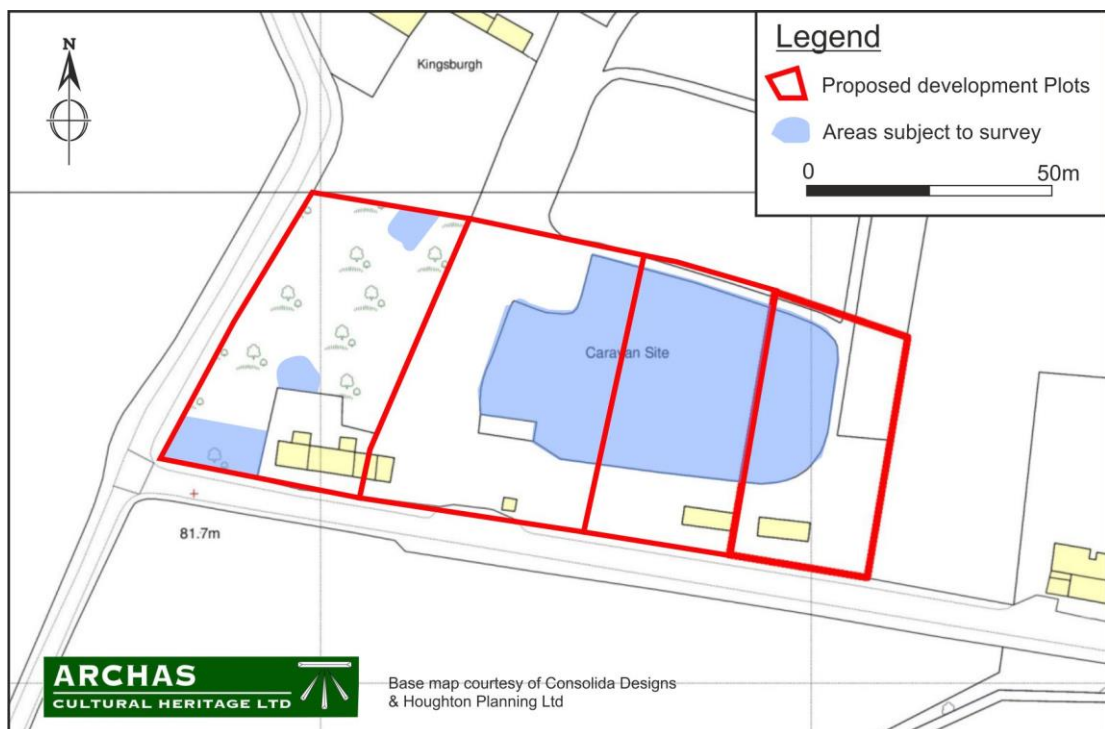 N
Kingsburgh
Legend
Proposed development Plots
Areas subject to survey
0 50m
Caravan Site
81.7m
ARCHAS
CULTURAL HERITAGE LTD
Base map courtesy of Consolida Designs
& Houghton Planning Ltd